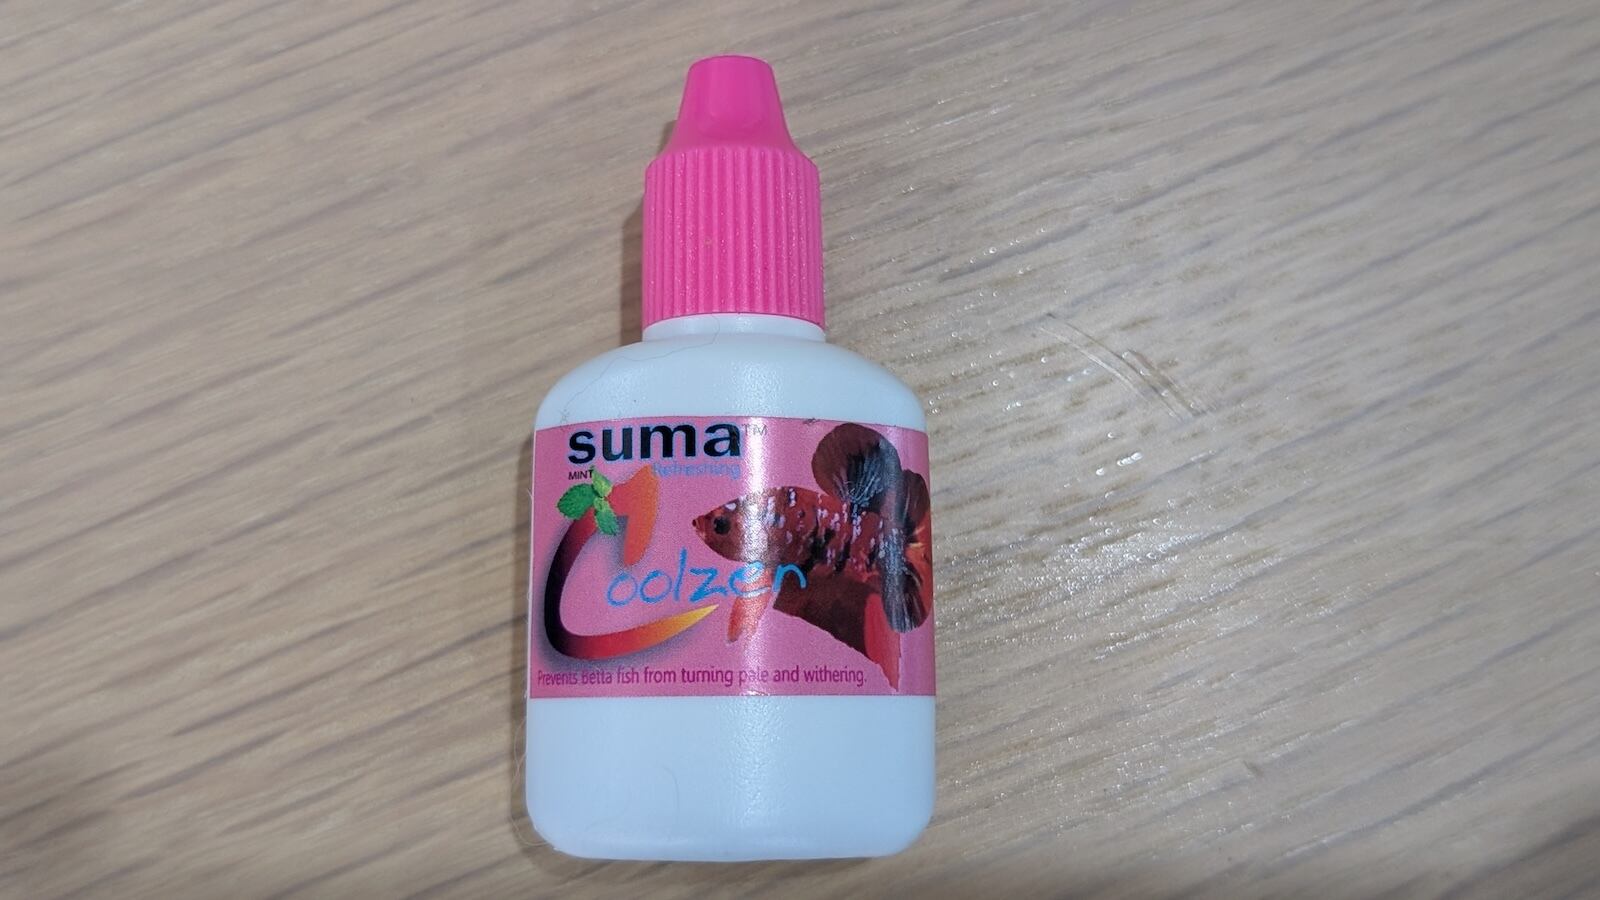 suma™
MINT Refreshing
Coolzen
Prevents Betta fish from turning pale and withering.